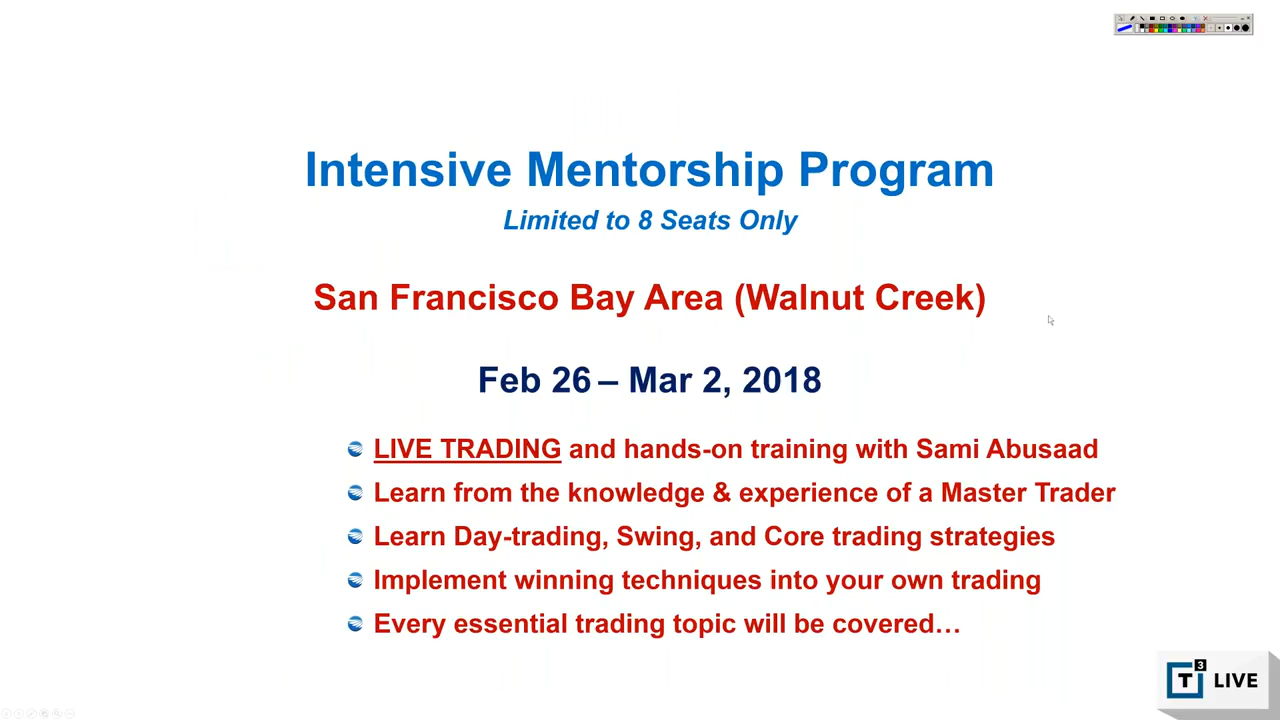 Intensive Mentorship Program
Limited to 8 Seats Only
San Francisco Bay Area (Walnut Creek)
Feb 26 – Mar 2, 2018
LIVE TRADING and hands-on training with Sami Abusaad
Learn from the knowledge & experience of a Master Trader
Learn Day-trading, Swing, and Core trading strategies
Implement winning techniques into your own trading
Every essential trading topic will be covered…
T3 LIVE